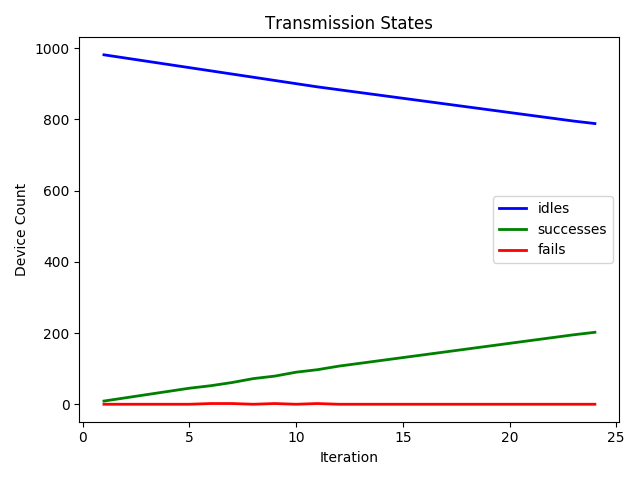 Transmission States
Device Count
1000
800
600
400
200
0
idles
successes
fails
0 5 10 15 20 25
Iteration